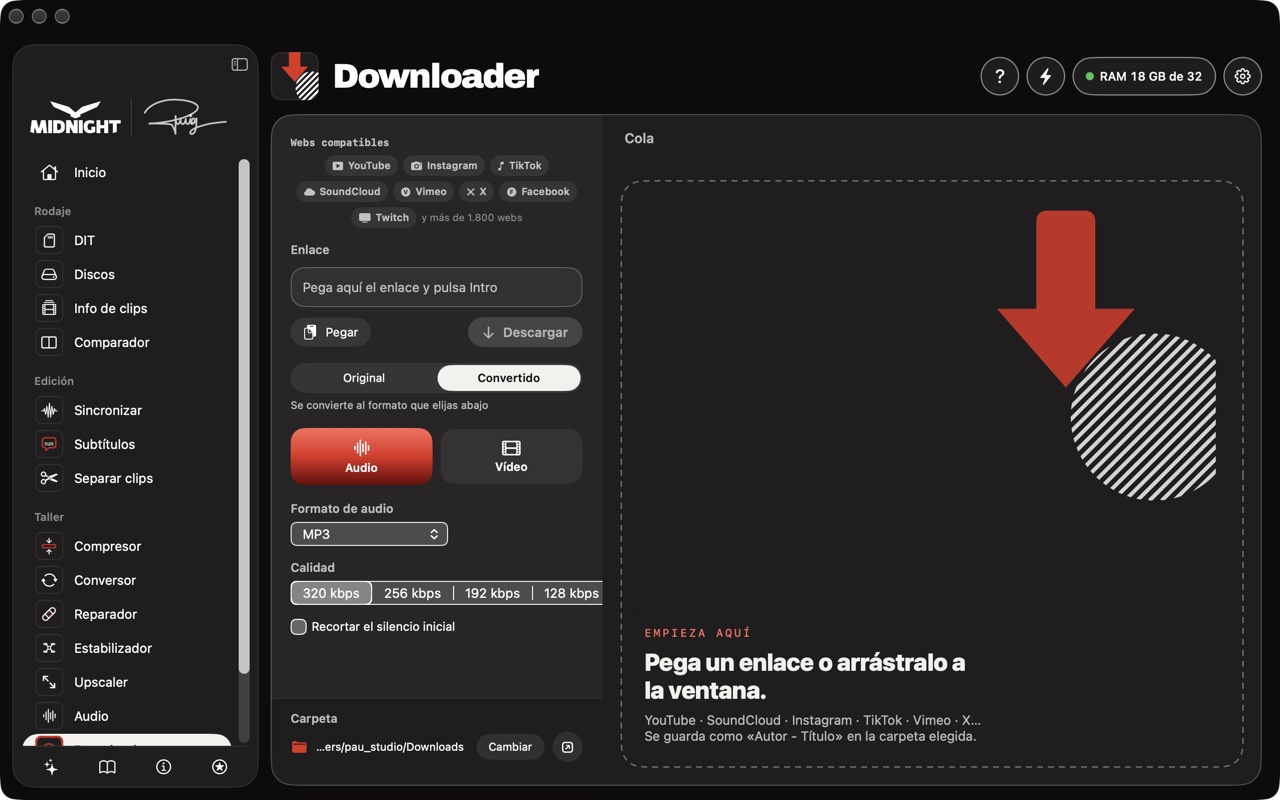 Downloader
?
RAM 18 GB de 32
MIDNIGHT
Puig
Inicio
Rodaje
DIT
Discos
Info de clips
Comparador
Edición
Sincronizar
Subtítulos
Separar clips
Taller
Compresor
Conversor
Reparador
Estabilizador
Upscaler
Audio
Webs compatibles
YouTube Instagram TikTok
SoundCloud Vimeo X Facebook
Twitch y más de 1.800 webs
Enlace
Pega aquí el enlace y pulsa Intro
Pegar Descargar
Original Convertido
Se convierte al formato que elijas abajo
Audio Vídeo
Formato de audio
MP3
Calidad
320 kbps 256 kbps 192 kbps 128 kbps
Recortar el silencio inicial
Carpeta
...ers/pau_studio/Downloads Cambiar
Cola
EMPIEZA AQUÍ
Pega un enlace o arrástralo a
la ventana.
YouTube · SoundCloud · Instagram · TikTok · Vimeo · X...
Se guarda como «Autor - Título» en la carpeta elegida.